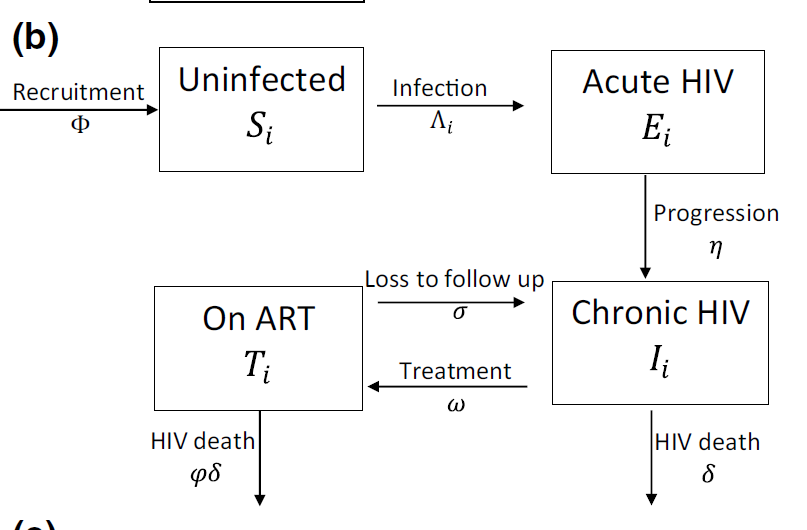 (b)
Recruitment
Φ
Uninfected
S_i
Infection
Λ_i
Acute HIV
E_i
Progression
η
On ART
T_i
Loss to follow up
σ
Treatment
ω
Chronic HIV
I_i
HIV death
φδ
HIV death
δ